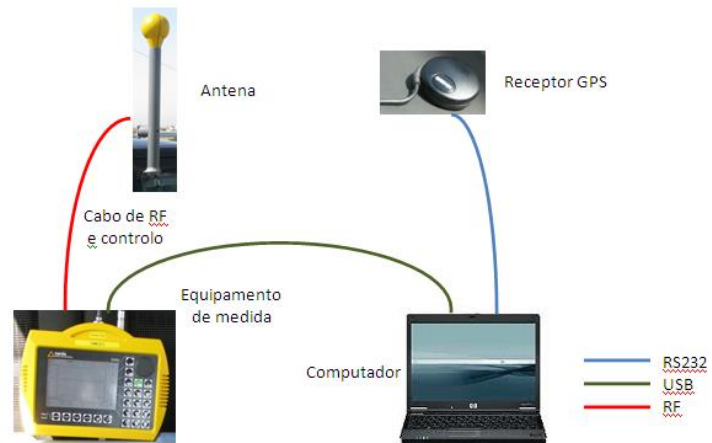 Antena
Receptor GPS
Cabo de RF
e controlo
Equipamento
de medida
Computador
RS232
USB
RF